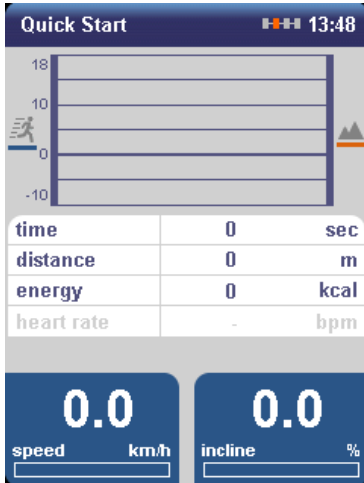 Quick Start 13:48
18
10
0
-10
time 0 sec
distance 0 m
energy 0 kcal
heart rate - bpm
0.0 0.0
speed km/h incline %